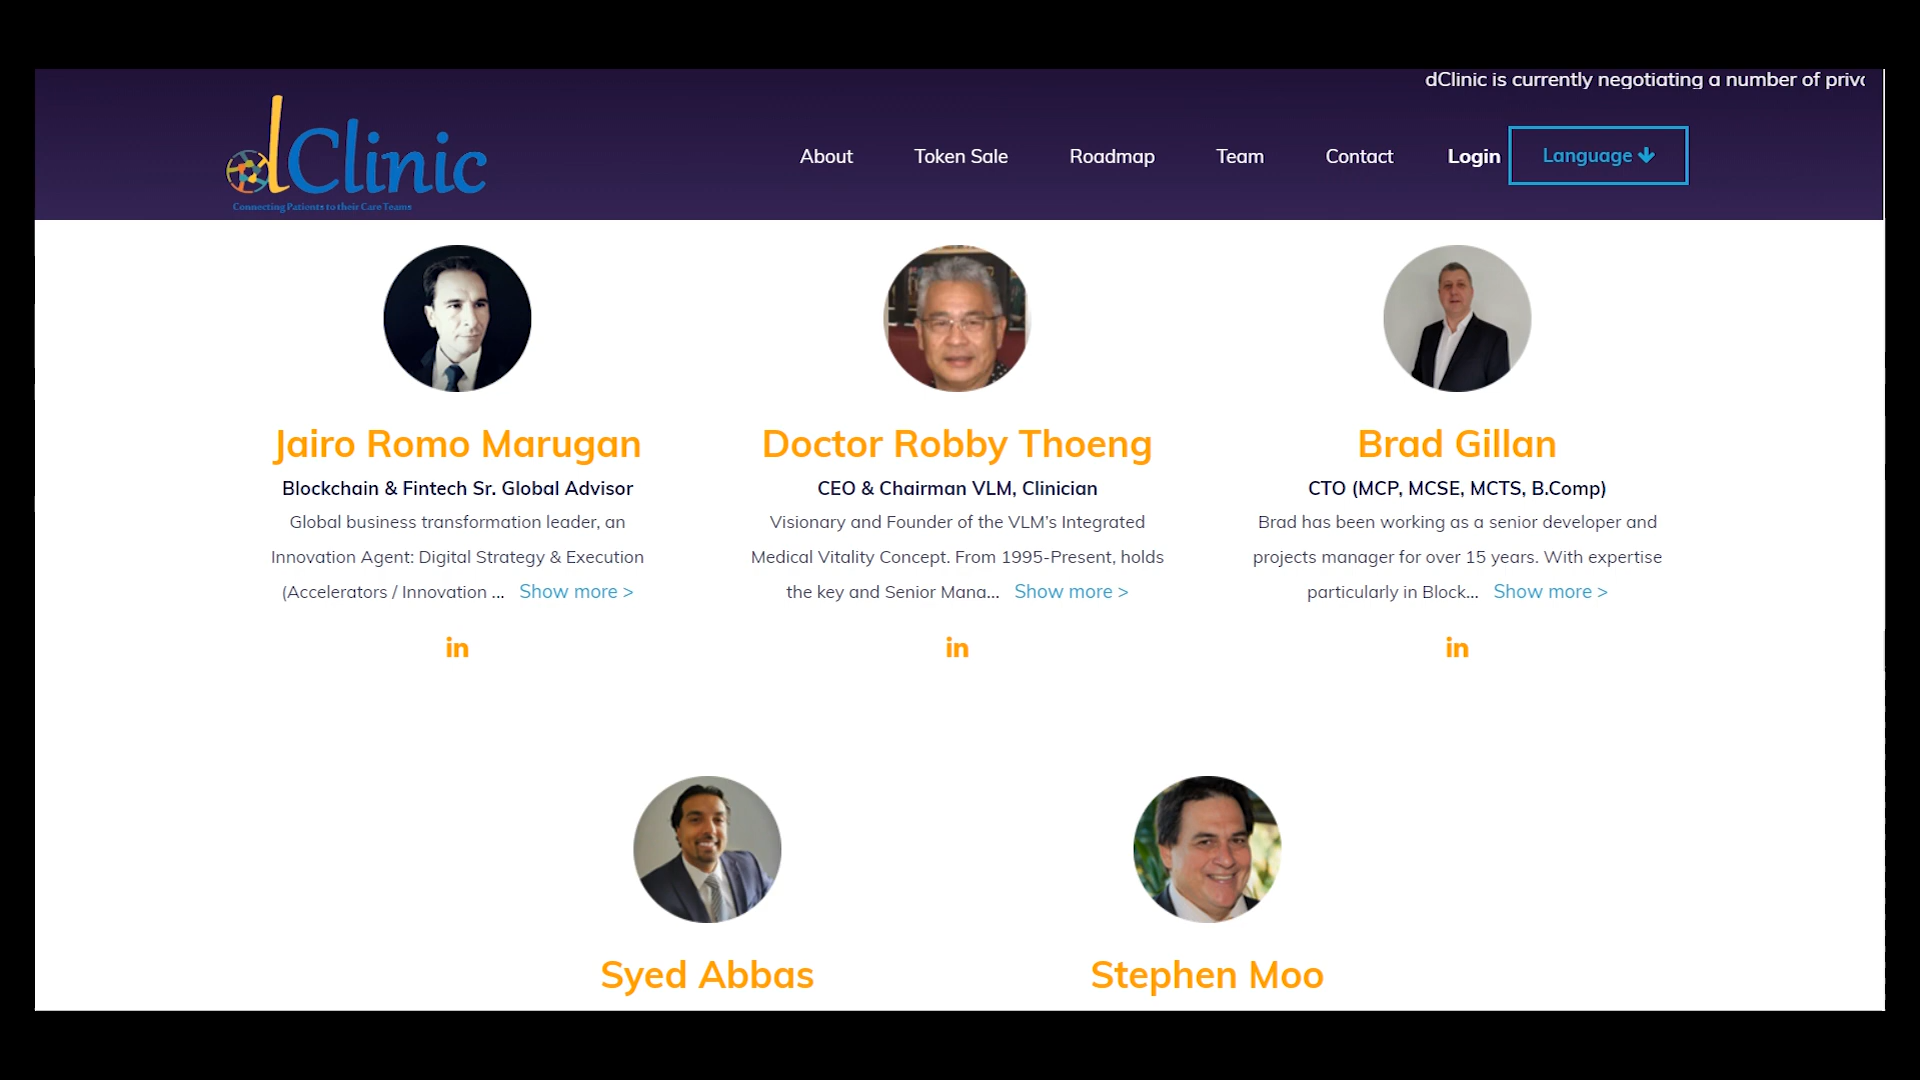 dClinic is currently negotiating a number of priv
dClinic
Connecting Patients to their Care Teams
About Token Sale Roadmap Team Contact Login Language
Jairo Romo Marugan
Blockchain & Fintech Sr. Global Advisor
Global business transformation leader, an
Innovation Agent: Digital Strategy & Execution
(Accelerators / Innovation ... Show more >
in
Doctor Robby Thoeng
CEO & Chairman VLM, Clinician
Visionary and Founder of the VLM's Integrated
Medical Vitality Concept. From 1995-Present, holds
the key and Senior Mana... Show more >
in
Brad Gillan
CTO (MCP, MCSE, MCTS, B.Comp)
Brad has been working as a senior developer and
projects manager for over 15 years. With expertise
particularly in Block... Show more >
in
Syed Abbas
Stephen Moo